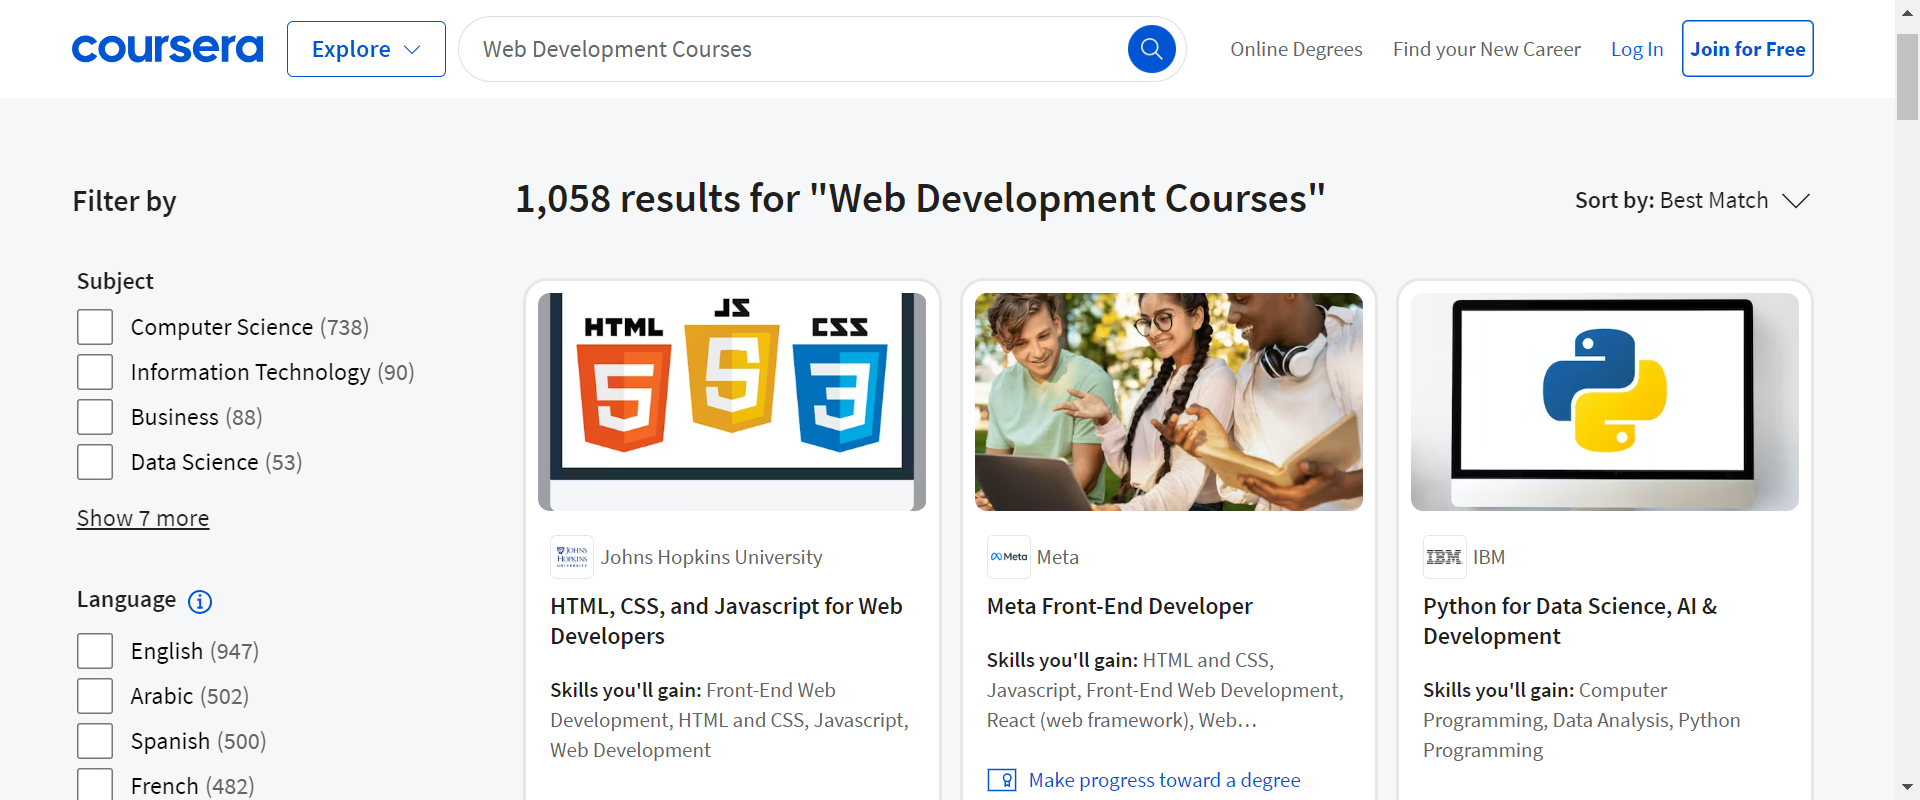 coursera
Explore
Web Development Courses
Online Degrees
Find your New Career
Log In
Join for Free
Filter by
1,058 results for "Web Development Courses"
Sort by: Best Match
Subject
Computer Science (738)
Information Technology (90)
Business (88)
Data Science (53)
Show 7 more
Language
English (947)
Arabic (502)
Spanish (500)
French (482)
HTML
JS
CSS
5
5
3
JOHNS
HOPKINS
UNIVERSITY
Johns Hopkins University
HTML, CSS, and Javascript for Web
Developers
Skills you'll gain: Front-End Web
Development, HTML and CSS, Javascript,
Web Development
Meta
Meta
Meta Front-End Developer
Skills you'll gain: HTML and CSS,
Javascript, Front-End Web Development,
React (web framework), Web…
Make progress toward a degree
IBM
IBM
Python for Data Science, AI &
Development
Skills you'll gain: Computer
Programming, Data Analysis, Python
Programming